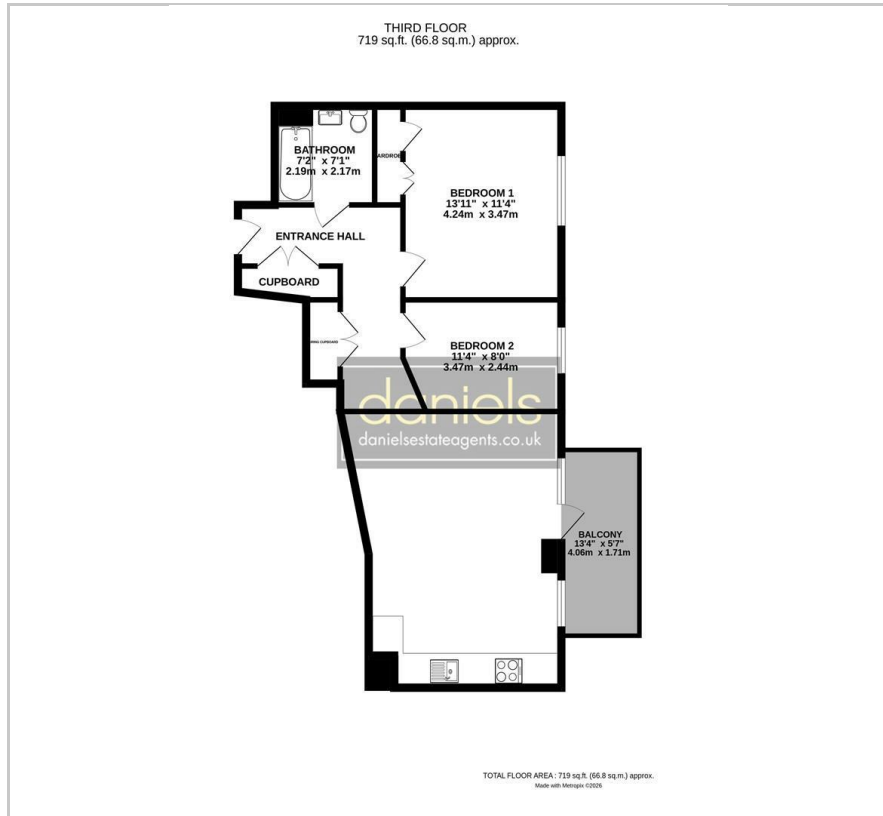 THIRD FLOOR
719 sq.ft. (66.8 sq.m.) approx.
BATHROOM
7'2" x 7'1"
2.19m x 2.17m
BEDROOM 1
13'11" x 11'4"
4.24m x 3.47m
ENTRANCE HALL
CUPBOARD
CUPBOARD
BEDROOM 2
11'4" x 8'0"
3.47m x 2.44m
daniels
danielsestateagents.co.uk
BALCONY
13'4" x 5'7"
4.06m x 1.71m
TOTAL FLOOR AREA : 719 sq.ft. (66.8 sq.m.) approx.
Made with Metropix ©2026